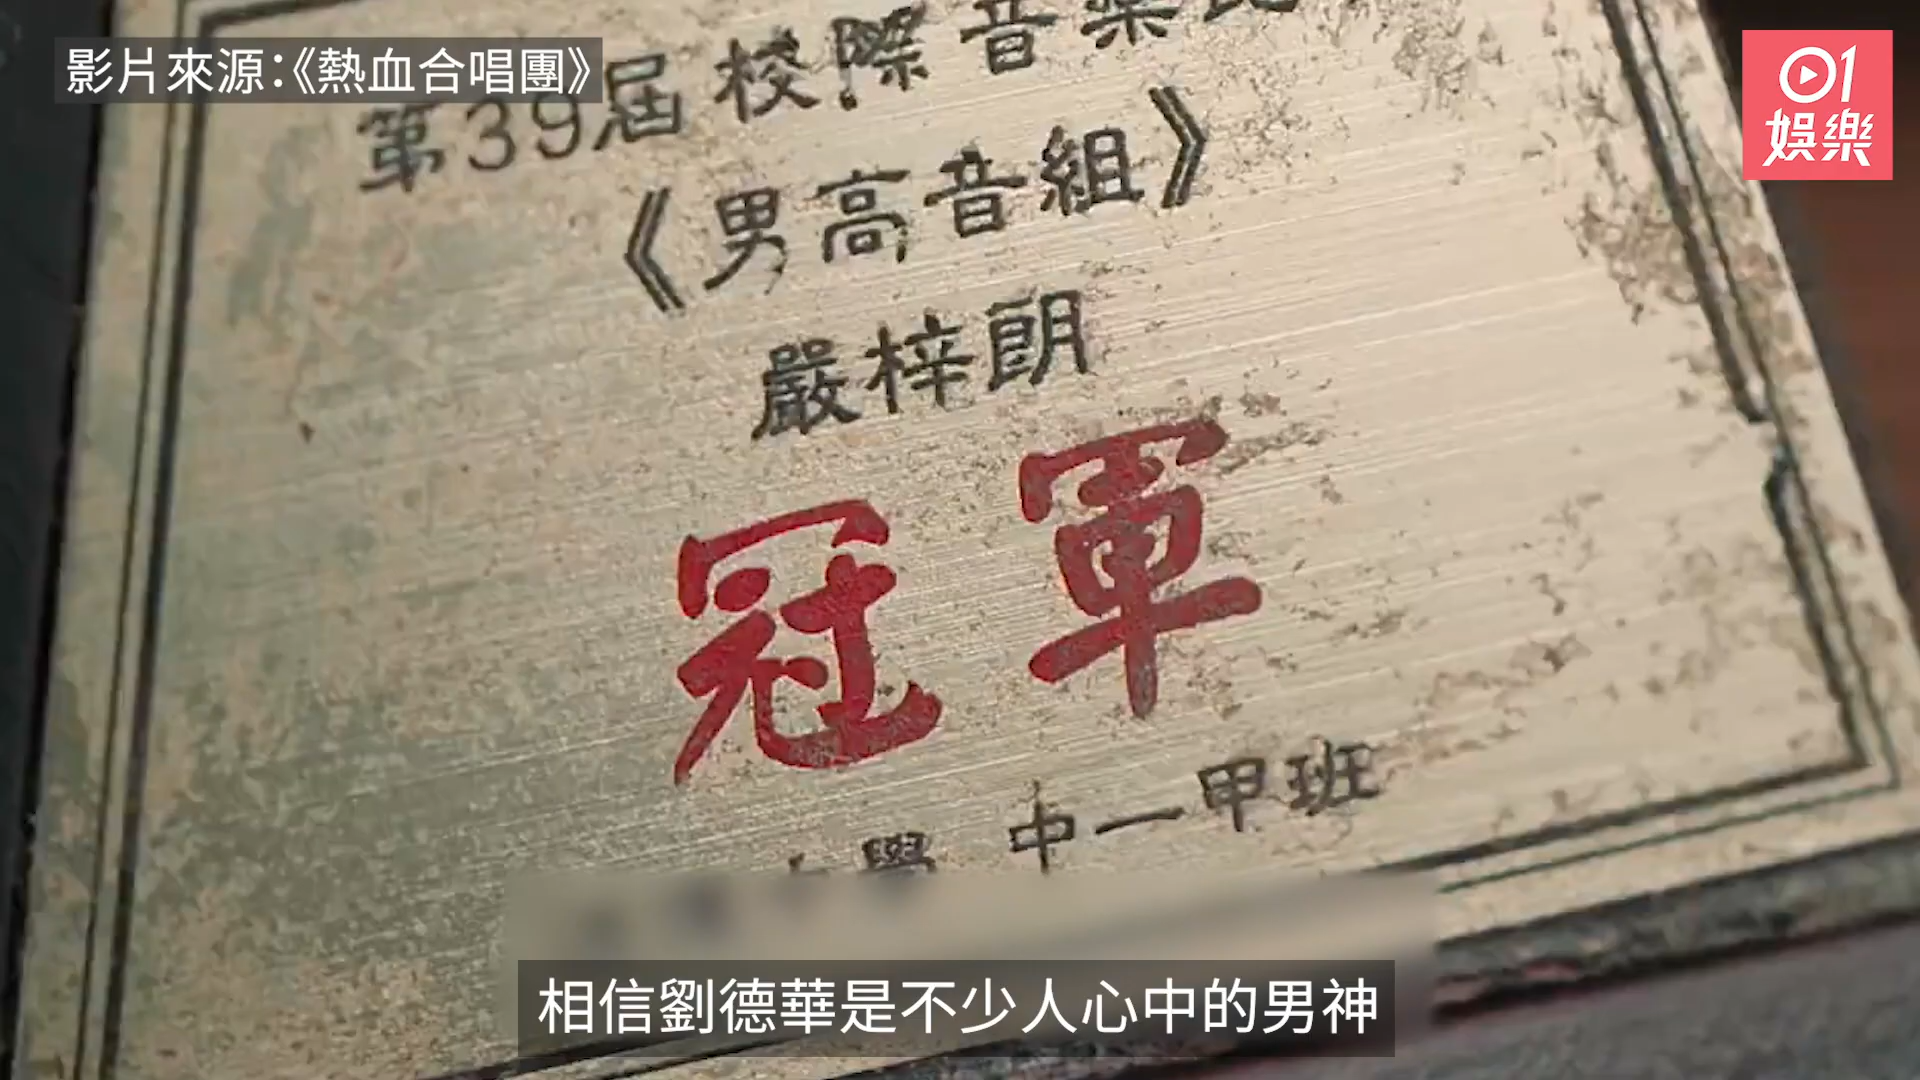 影片來源：《熱血合唱團》
01
娛樂
第39屆 校際音樂比
《男高音組》
嚴梓朗
冠軍
學 中一甲班
相信劉德華是不少人心中的男神